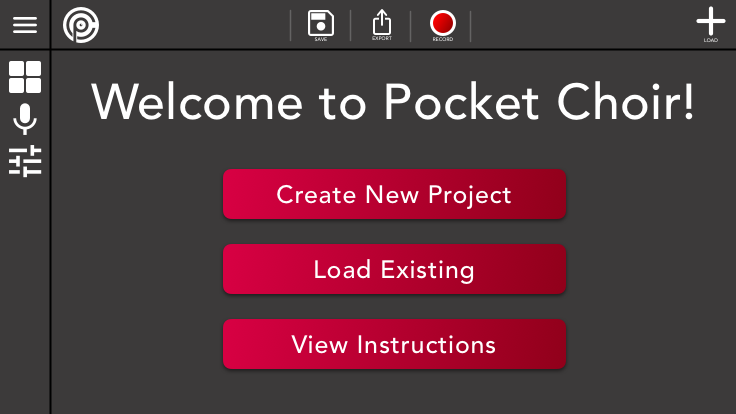 SAVE
EXPORT
RECORD
LOAD
Welcome to Pocket Choir!
Create New Project
Load Existing
View Instructions